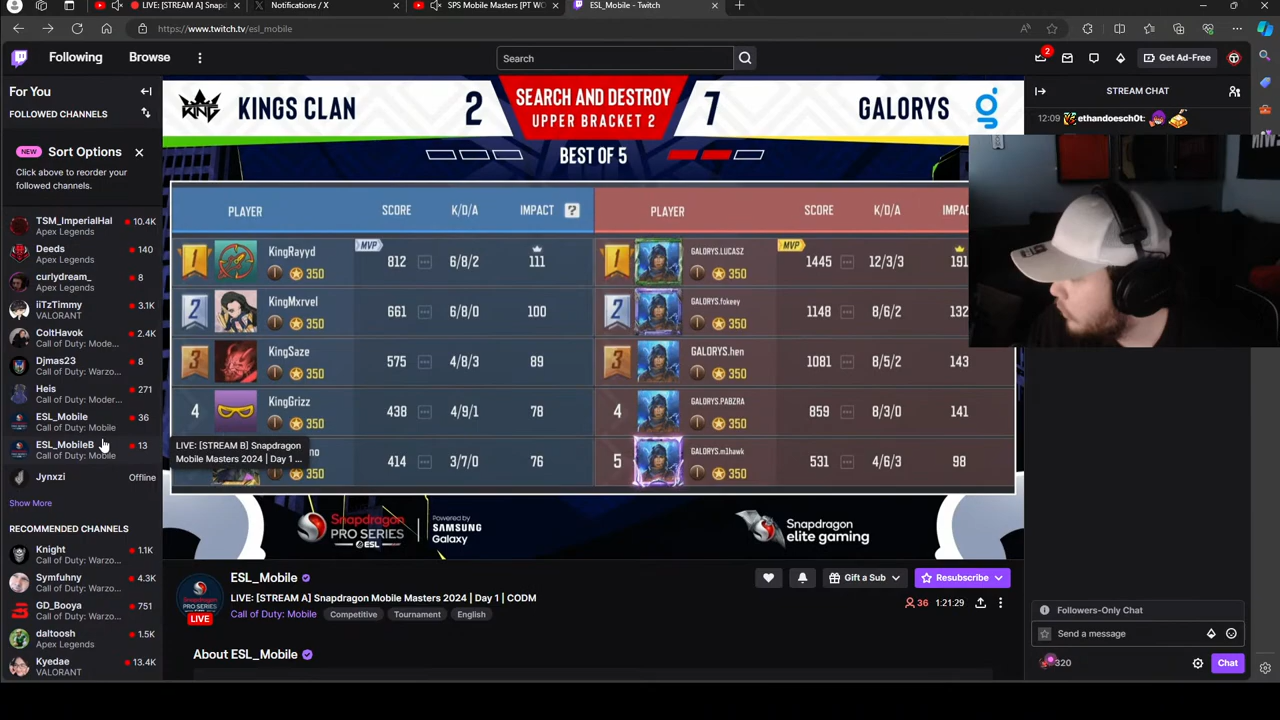 LIVE: [STREAM A] Snapd
Notifications / X
SPS Mobile Masters [PT WO
ESL_Mobile - Twitch
https://www.twitch.tv/esl_mobile
Following
Browse
Search
2
Get Ad-Free
For You
FOLLOWED CHANNELS
NEW
Sort Options
Click above to reorder your
followed channels.
TSM_ImperialHal
10.4K
Apex Legends
Deeds
140
Apex Legends
curlydream_
8
Apex Legends
iiTzTimmy
3.1K
VALORANT
ColtHavok
2.4K
Call of Duty: Mode...
Djmas23
8
Call of Duty: Warzo...
Heis
271
Call of Duty: Moder...
ESL_Mobile
36
Call of Duty: Mobile
ESL_MobileB
13
Call of Duty: Mobile
Jynxzi
Offline
Show More
RECOMMENDED CHANNELS
Knight
1.1K
Call of Duty: Warzo...
Symfuhny
4.3K
Call of Duty: Warzo...
GD_Booya
751
Call of Duty: Warzo...
daltoosh
1.5K
Apex Legends
Kyedae
13.4K
VALORANT
KINGS CLAN
2
SEARCH AND DESTROY
UPPER BRACKET 2
7
GALORYS
BEST OF 5
PLAYER SCORE K/D/A IMPACT ?
1 KingRayyd MVP 812 6/8/2 111
350
2 KingMxrvel 661 6/8/0 100
350
3 KingSaze 575 4/8/3 89
350
4 KingGrizz 438 4/9/1 78
350
no 414 3/7/0 76
350
PLAYER SCORE K/D/A IMPAC
1 GALORYS.LUCASZ MVP 1445 12/3/3 191
350
2 GALORYS.fokeey 1148 8/6/2 132
350
3 GALORYS.hen 1081 8/5/2 143
350
4 GALORYS.PABZRA 859 8/3/0 141
350
5 GALORYS.m1hawk 531 4/6/3 98
350
LIVE: [STREAM B] Snapdragon
Mobile Masters 2024 | Day 1 ...
Snapdragon
PRO SERIES
ESL
Powered by
SAMSUNG
Galaxy
Snapdragon
elite gaming
ESL_Mobile
LIVE: [STREAM A] Snapdragon Mobile Masters 2024 | Day 1 | CODM
Call of Duty: Mobile
Competitive
Tournament
English
LIVE
Gift a Sub
Resubscribe
36
1:21:29
About ESL_Mobile
STREAM CHAT
12:09 ethandoesch0t:
Followers-Only Chat
Send a message
320
Chat